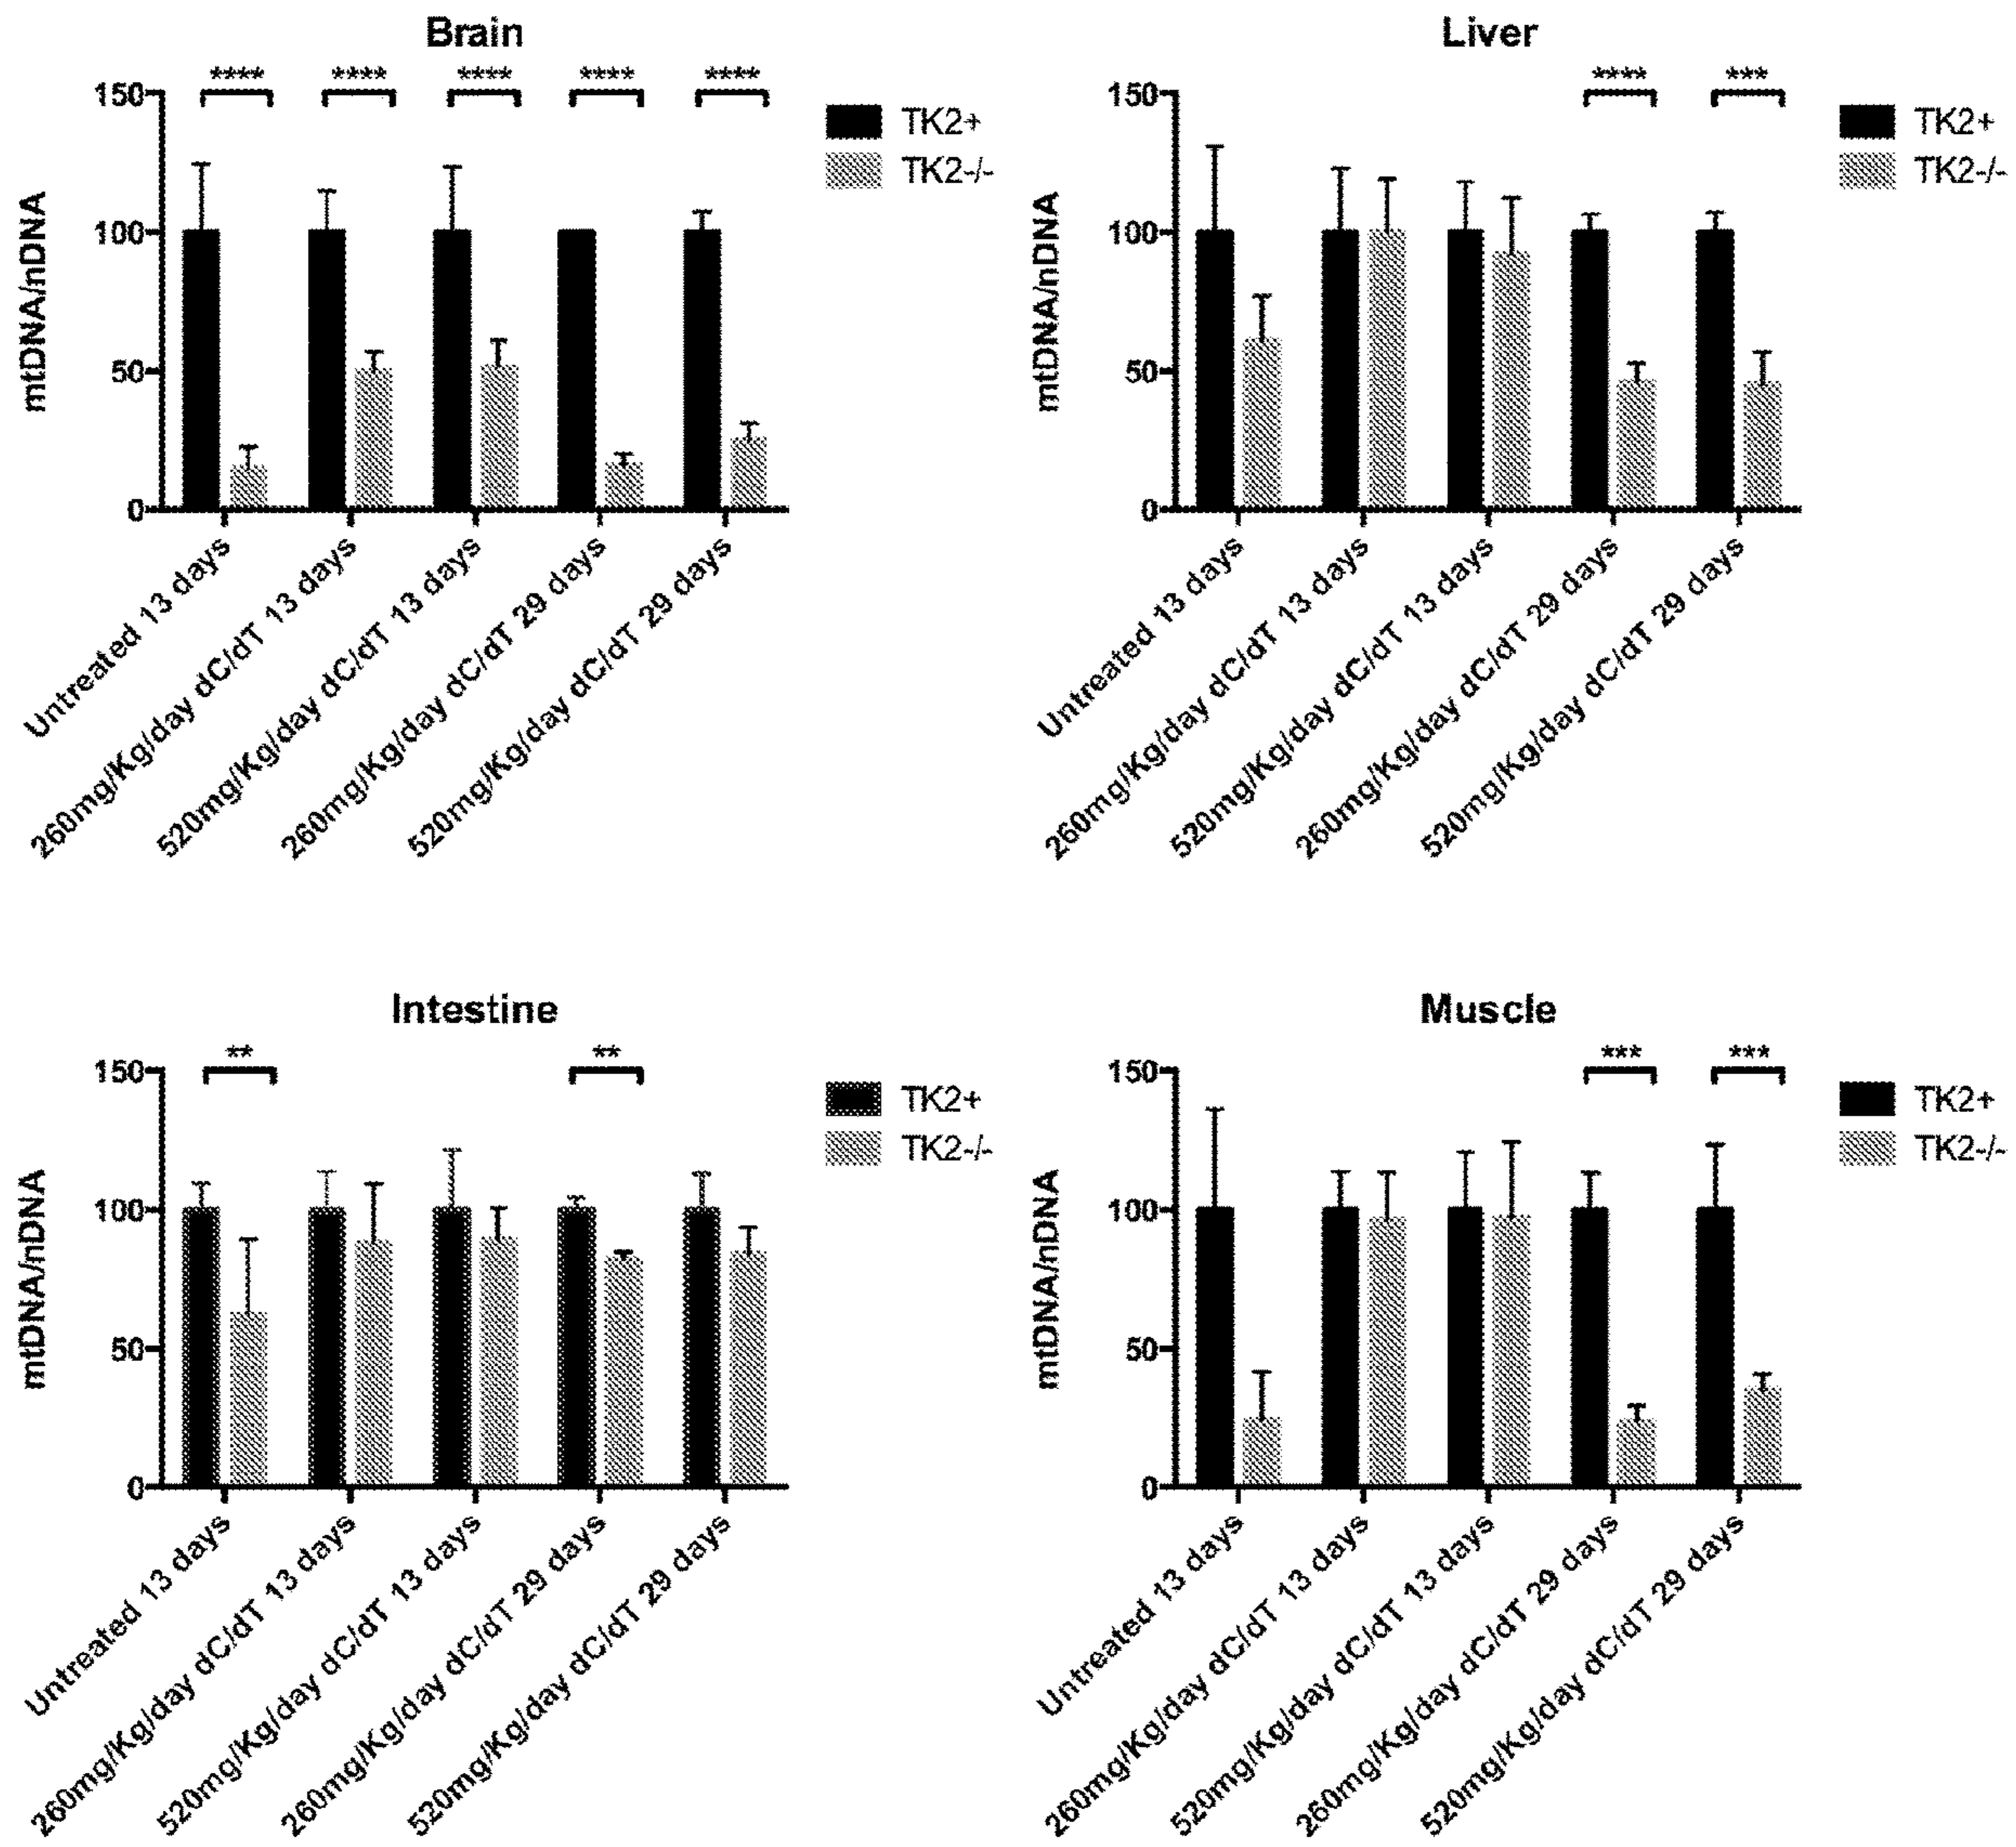 Brain
**** **** **** **** ****
150
100
50
0
mtDNA/nDNA
TK2+
TK2-/-
Untreated 13 days
260mg/Kg/day dC/dT 13 days
520mg/Kg/day dC/dT 13 days
260mg/Kg/day dC/dT 29 days
520mg/Kg/day dC/dT 29 days
Liver
**** ***
150
100
50
0
mtDNA/nDNA
TK2+
TK2-/-
Untreated 13 days
260mg/Kg/day dC/dT 13 days
520mg/Kg/day dC/dT 13 days
260mg/Kg/day dC/dT 29 days
520mg/Kg/day dC/dT 29 days
Intestine
** **
150
100
50
0
mtDNA/nDNA
TK2+
TK2-/-
Untreated 13 days
260mg/Kg/day dC/dT 13 days
520mg/Kg/day dC/dT 13 days
260mg/Kg/day dC/dT 29 days
520mg/Kg/day dC/dT 29 days
Muscle
*** ***
150
100
50
0
mtDNA/nDNA
TK2+
TK2-/-
Untreated 13 days
260mg/Kg/day dC/dT 13 days
520mg/Kg/day dC/dT 13 days
260mg/Kg/day dC/dT 29 days
520mg/Kg/day dC/dT 29 days